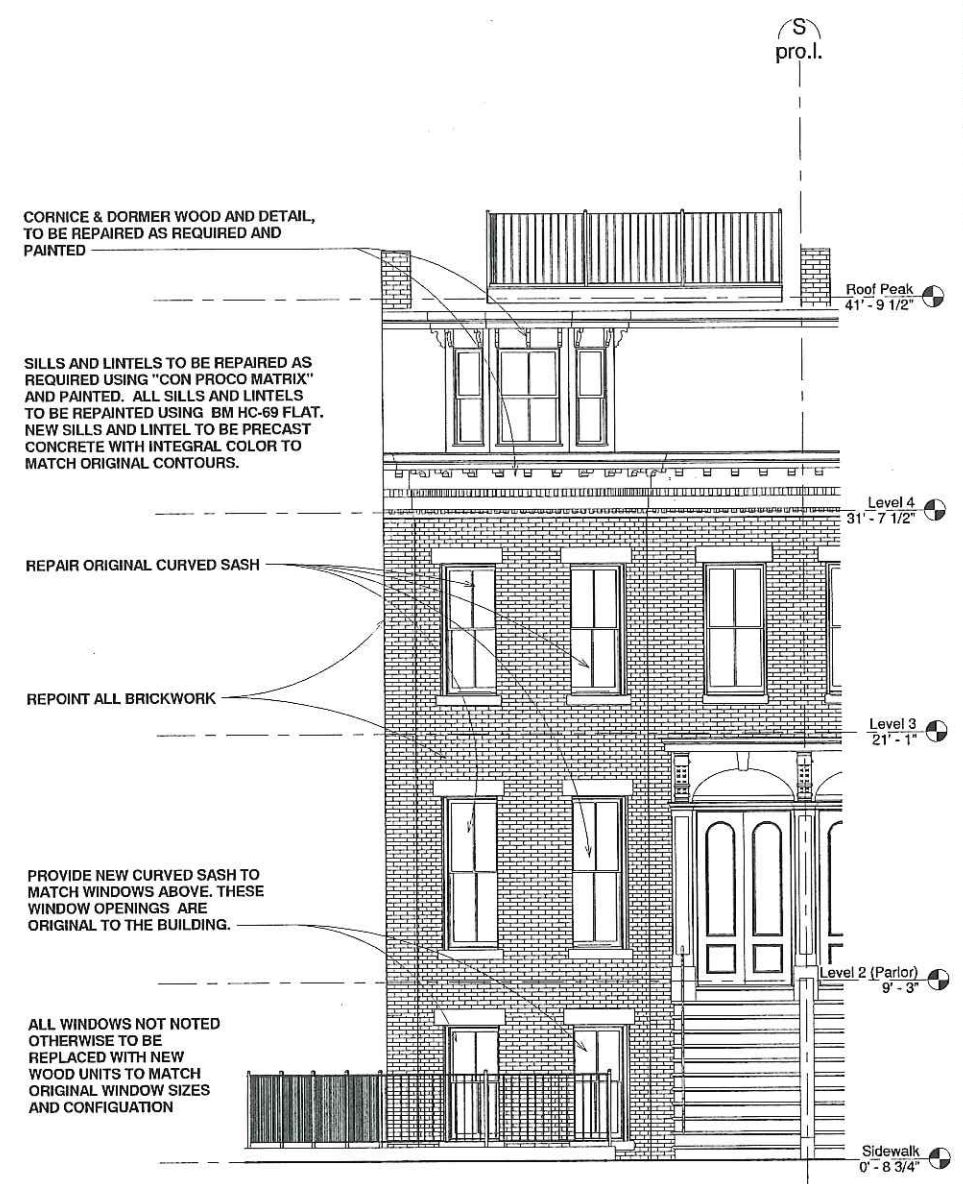 S
pro.l.
CORNICE & DORMER WOOD AND DETAIL,
TO BE REPAIRED AS REQUIRED AND
PAINTED
Roof Peak
41' - 9 1/2"
SILLS AND LINTELS TO BE REPAIRED AS
REQUIRED USING "CON PROCO MATRIX"
AND PAINTED. ALL SILLS AND LINTELS
TO BE REPAINTED USING BM HC-69 FLAT.
NEW SILLS AND LINTEL TO BE PRECAST
CONCRETE WITH INTEGRAL COLOR TO
MATCH ORIGINAL CONTOURS.
Level 4
31' - 7 1/2"
REPAIR ORIGINAL CURVED SASH
REPOINT ALL BRICKWORK
Level 3
21' - 1"
PROVIDE NEW CURVED SASH TO
MATCH WINDOWS ABOVE. THESE
WINDOW OPENINGS ARE
ORIGINAL TO THE BUILDING.
Level 2 (Parlor)
9' - 3"
ALL WINDOWS NOT NOTED
OTHERWISE TO BE
REPLACED WITH NEW
WOOD UNITS TO MATCH
ORIGINAL WINDOW SIZES
AND CONFIGUATION
Sidewalk
0' - 8 3/4"